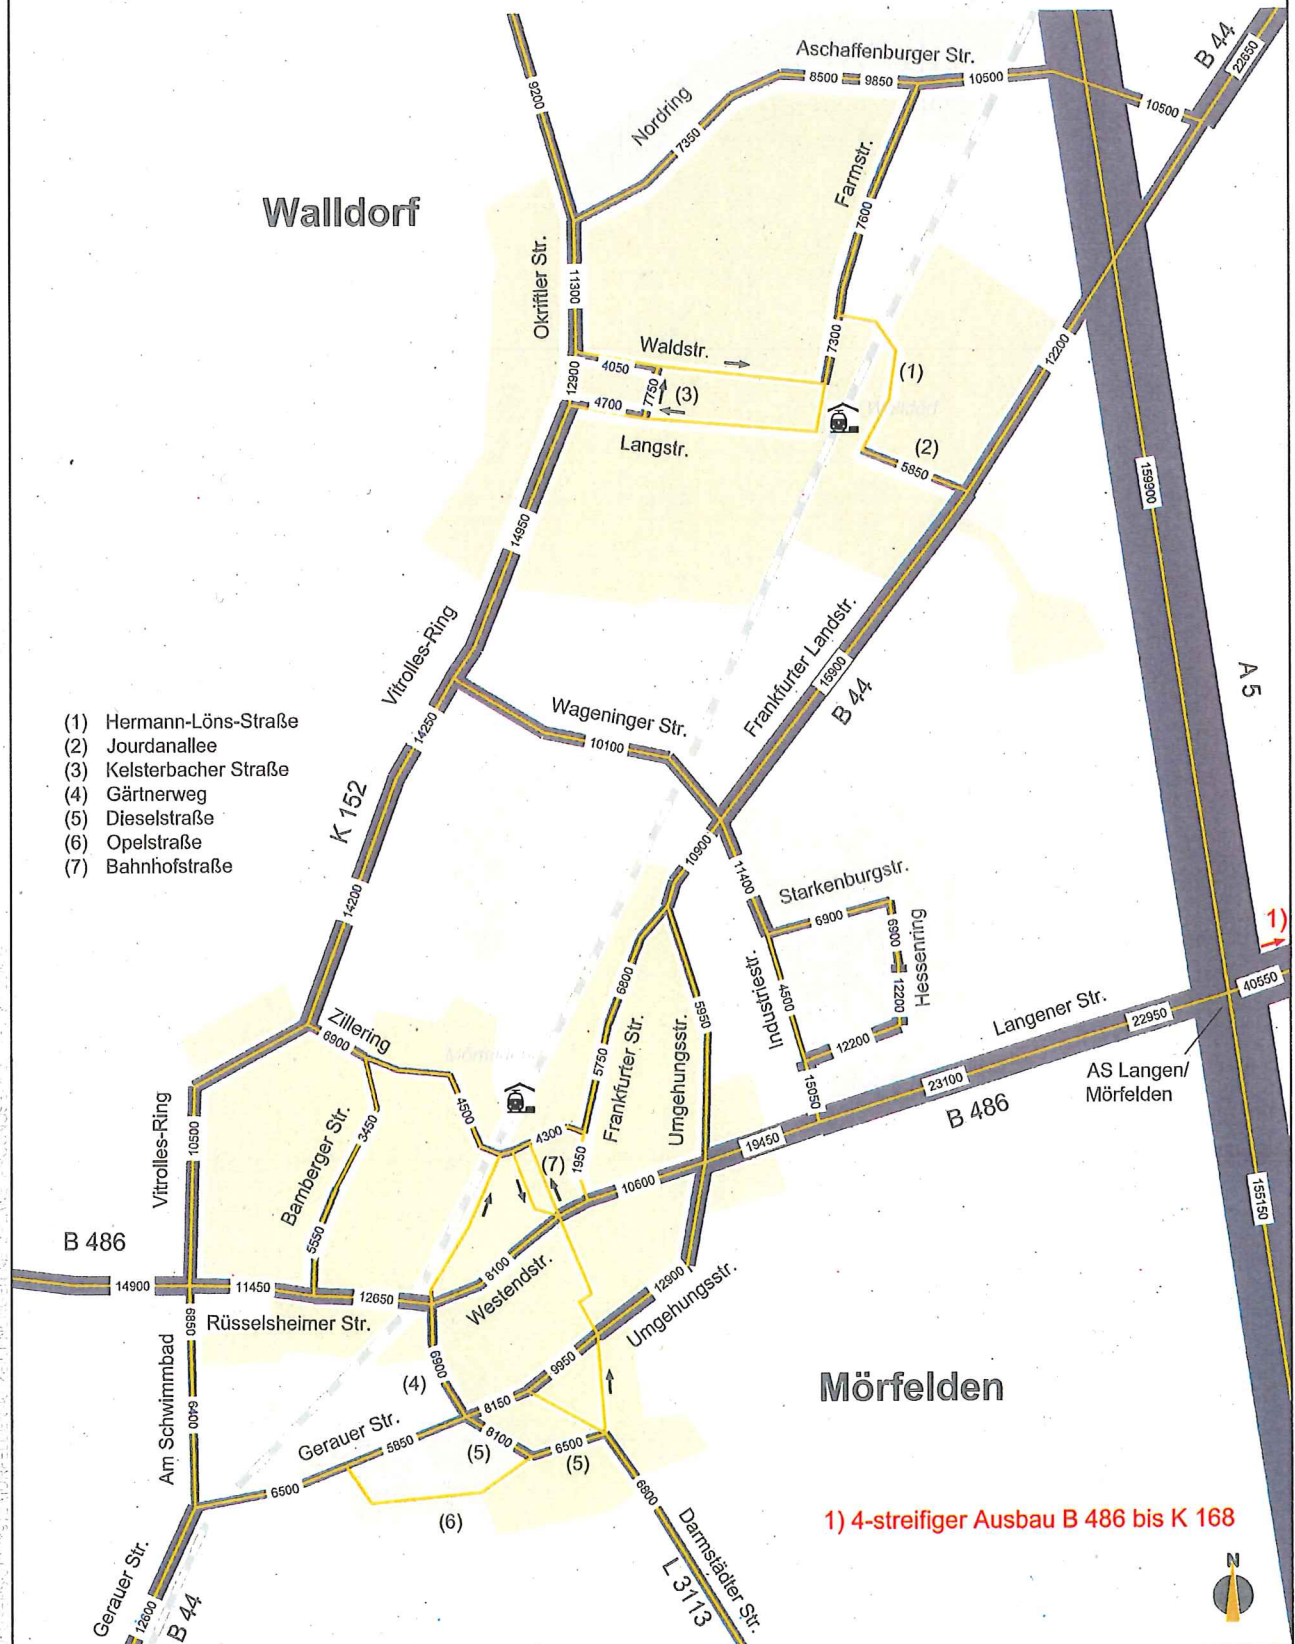 Aschaffenburger Str.
B 44
22650
8500
9850
10500
10500
9200
Nordring
7350
Farmstr.
7600
Walldorf
Okriftler Str.
11300
7300
12200
Waldstr.
4050
12900
7750
(3)
4700
Langstr.
(1)
(2)
5850
159900
14950
Vitrolles-Ring
14250
Wageninger Str.
10100
Frankfurter Landstr.
15900
B 44
A 5
(1) Hermann-Löns-Straße
(2) Jourdanallee
(3) Kelsterbacher Straße
(4) Gärtnerweg
(5) Dieselstraße
(6) Opelstraße
(7) Bahnhofstraße
K 152
14200
10900
11400
Starkenburgstr.
6900
6900
Hessenring
12200
12200
Industriestr.
4050
15050
1)
40550
Langener Str.
22950
23100
B 486
AS Langen/
Mörfelden
6800
5950
5750
Frankfurter Str.
Umgehungsstr.
Zillering
6900
4500
4300
1950
(7)
10600
19450
Vitrolles-Ring
10500
Bamberger Str.
3450
5550
B 486
14900
11450
12650
Rüsselsheimer Str.
8100
Westendstr.
12900
Umgehungsstr.
155150
6850
Am Schwimmbad
6400
6900
(4)
9950
8150
Gerauer Str.
5850
8100
(5)
6500
(5)
6500
(6)
Mörfelden
6800
Darmstädter Str.
L 3113
1) 4-streifiger Ausbau B 486 bis K 168
N
Gerauer Str.
12600
B 44